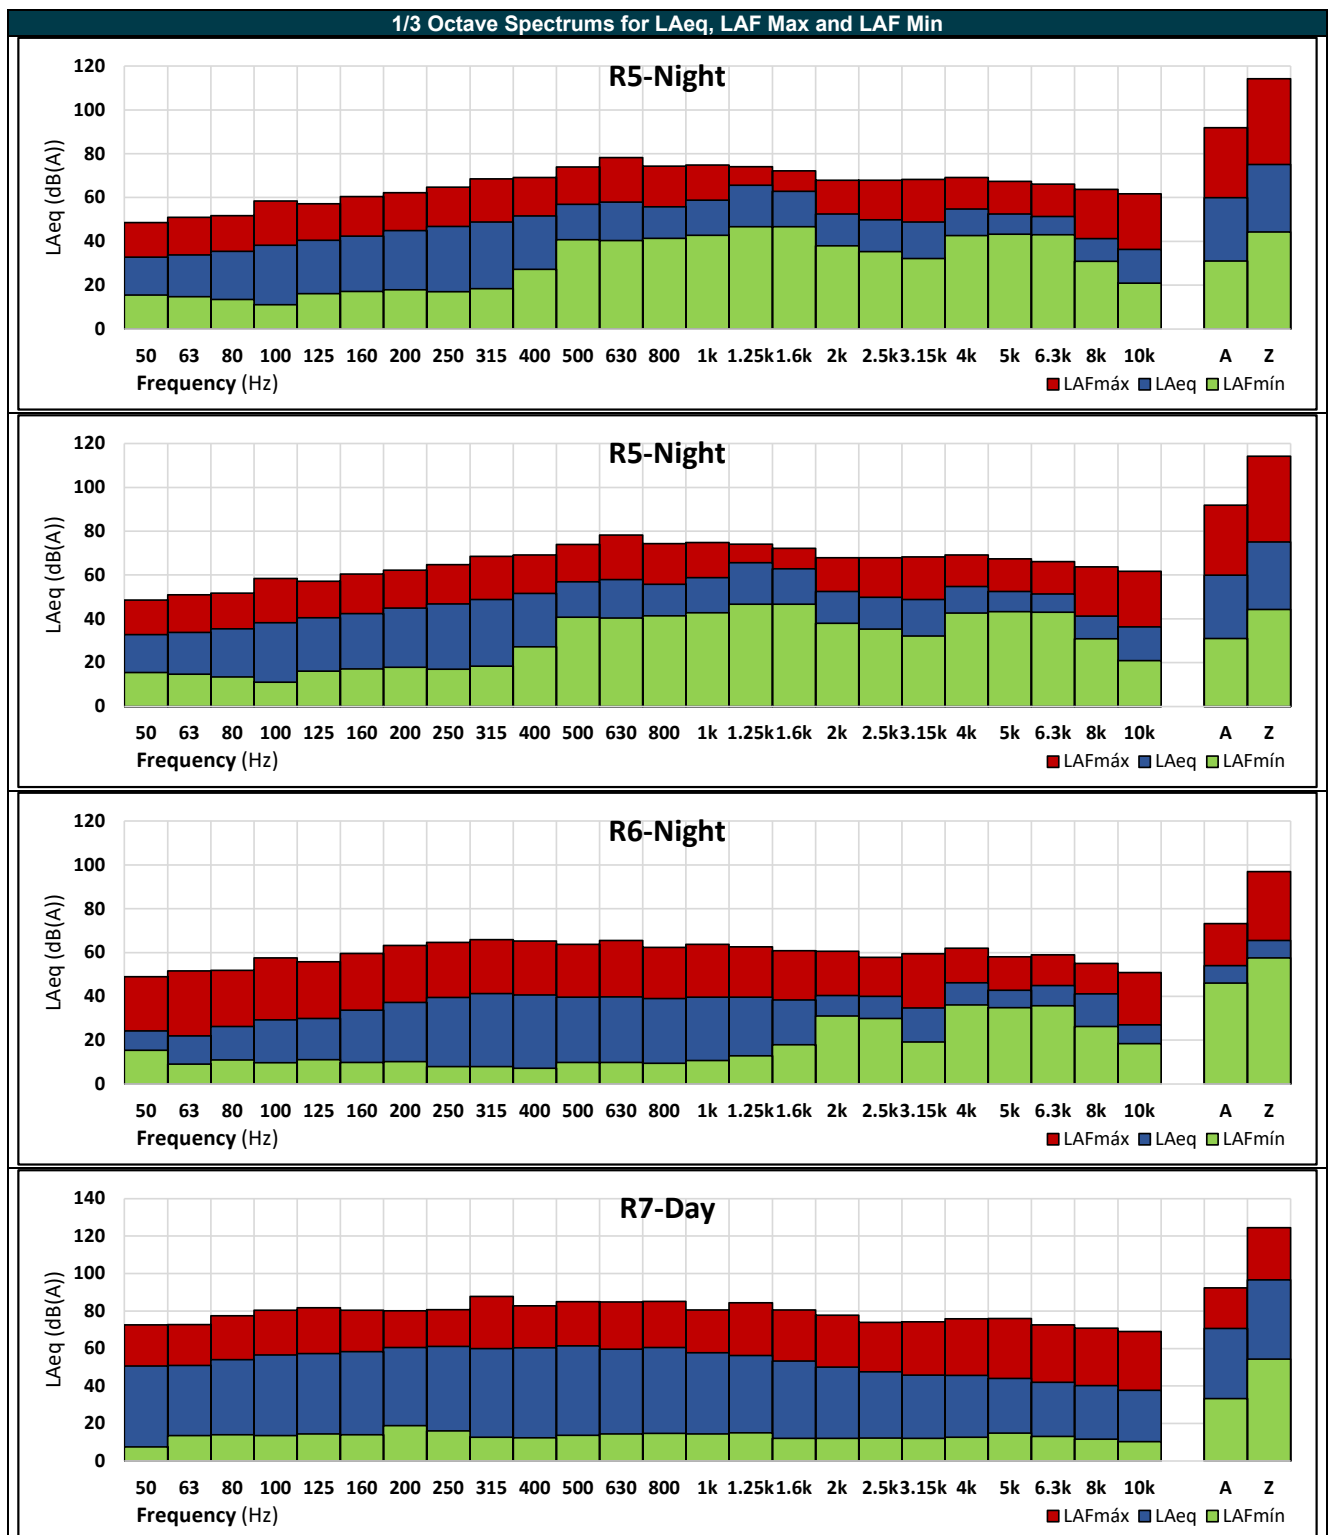 1/3 Octave Spectrums for LAeq, LAF Max and LAF Min
R5-Night
LAeq (dB(A))
120
100
80
60
40
20
0
50 63 80 100 125 160 200 250 315 400 500 630 800 1k 1.25k 1.6k 2k 2.5k 3.15k 4k 5k 6.3k 8k 10k A Z
Frequency (Hz)
LAFmáx LAeq LAFmín
R5-Night
LAeq (dB(A))
120
100
80
60
40
20
0
50 63 80 100 125 160 200 250 315 400 500 630 800 1k 1.25k 1.6k 2k 2.5k 3.15k 4k 5k 6.3k 8k 10k A Z
Frequency (Hz)
LAFmáx LAeq LAFmín
R6-Night
LAeq (dB(A))
120
100
80
60
40
20
0
50 63 80 100 125 160 200 250 315 400 500 630 800 1k 1.25k 1.6k 2k 2.5k 3.15k 4k 5k 6.3k 8k 10k A Z
Frequency (Hz)
LAFmáx LAeq LAFmín
R7-Day
LAeq (dB(A))
140
120
100
80
60
40
20
0
50 63 80 100 125 160 200 250 315 400 500 630 800 1k 1.25k 1.6k 2k 2.5k 3.15k 4k 5k 6.3k 8k 10k A Z
Frequency (Hz)
LAFmáx LAeq LAFmín